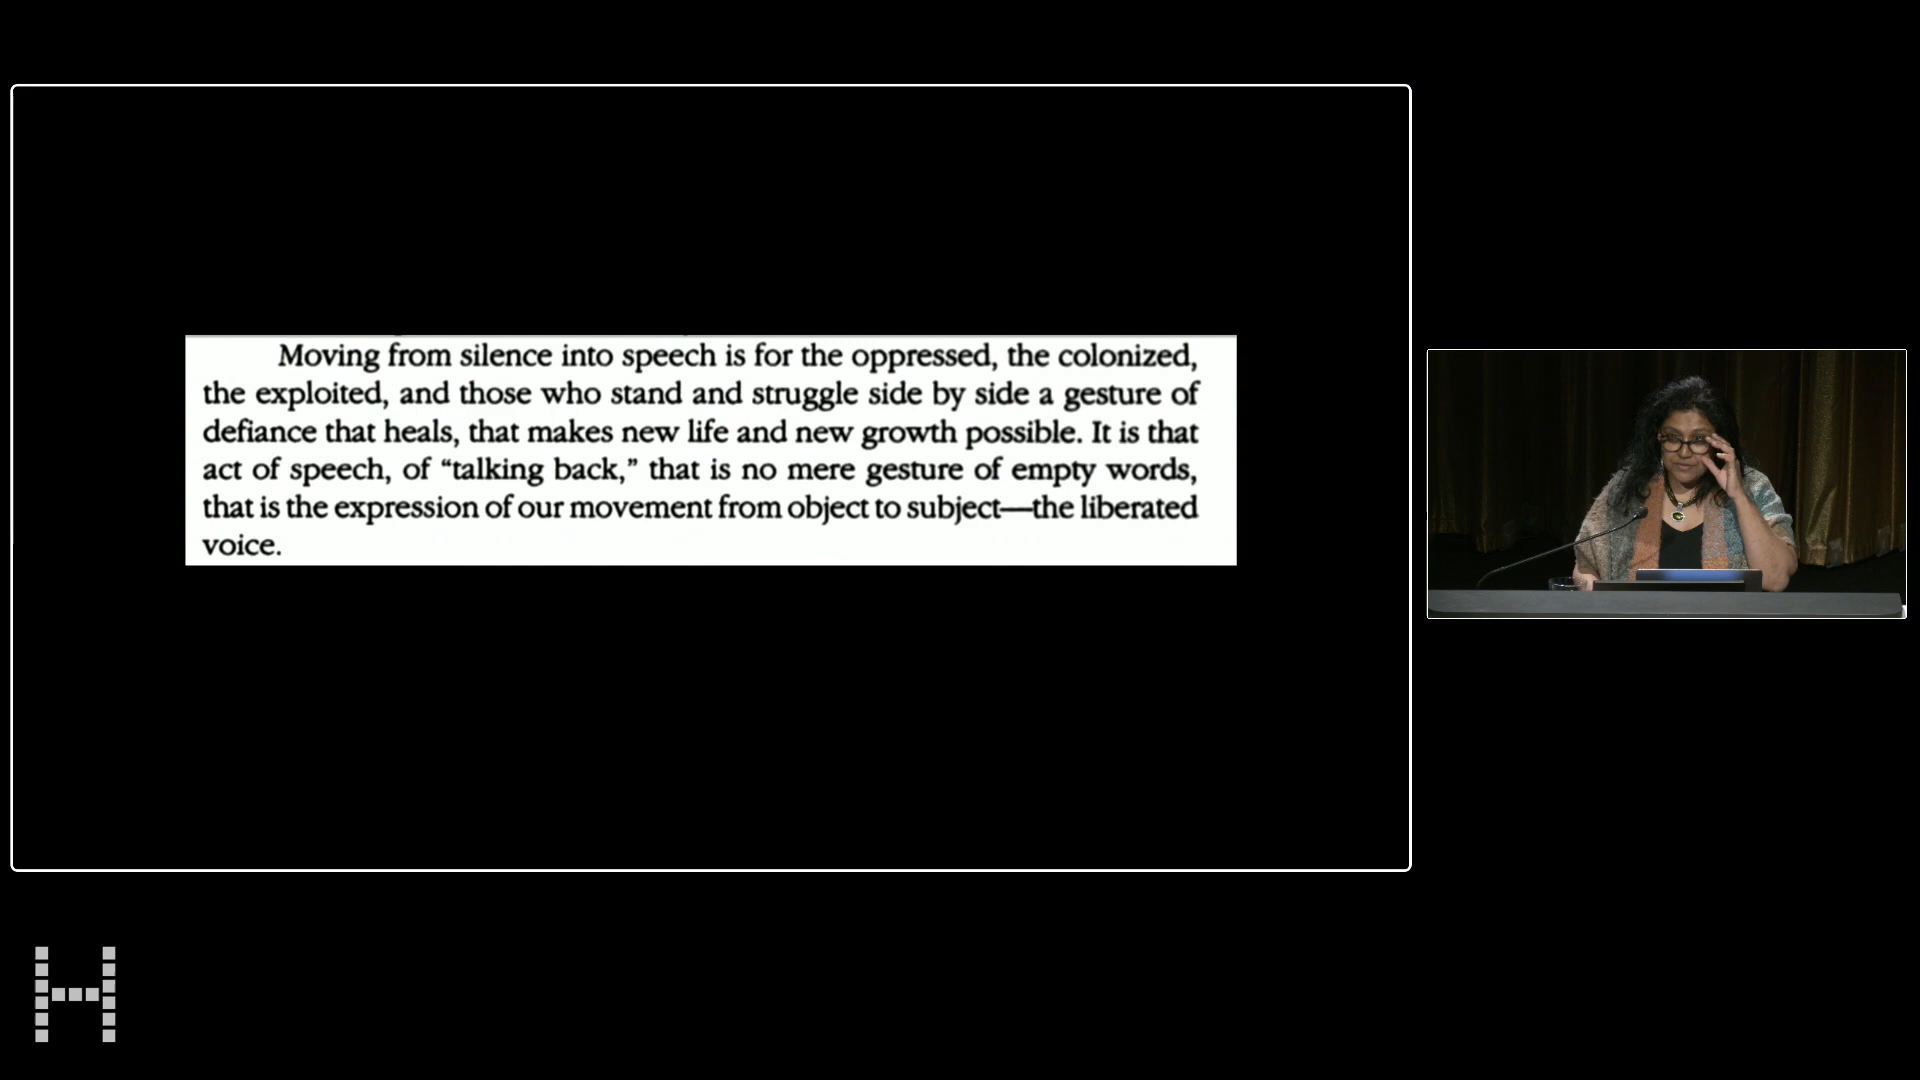 Moving from silence into speech is for the oppressed, the colonized,
the exploited, and those who stand and struggle side by side a gesture of
defiance that heals, that makes new life and new growth possible. It is that
act of speech, of “talking back,” that is no mere gesture of empty words,
that is the expression of our movement from object to subject—the liberated
voice.
H